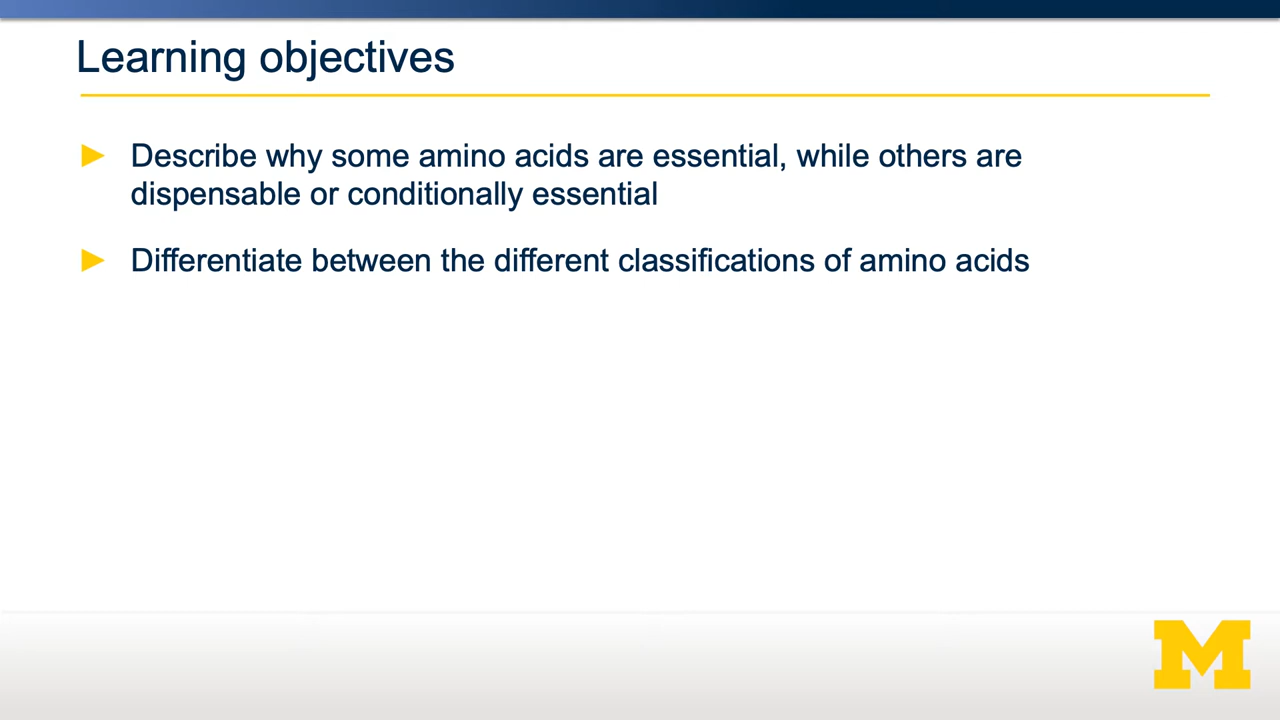 Learning objectives
Describe why some amino acids are essential, while others are
dispensable or conditionally essential
Differentiate between the different classifications of amino acids
M